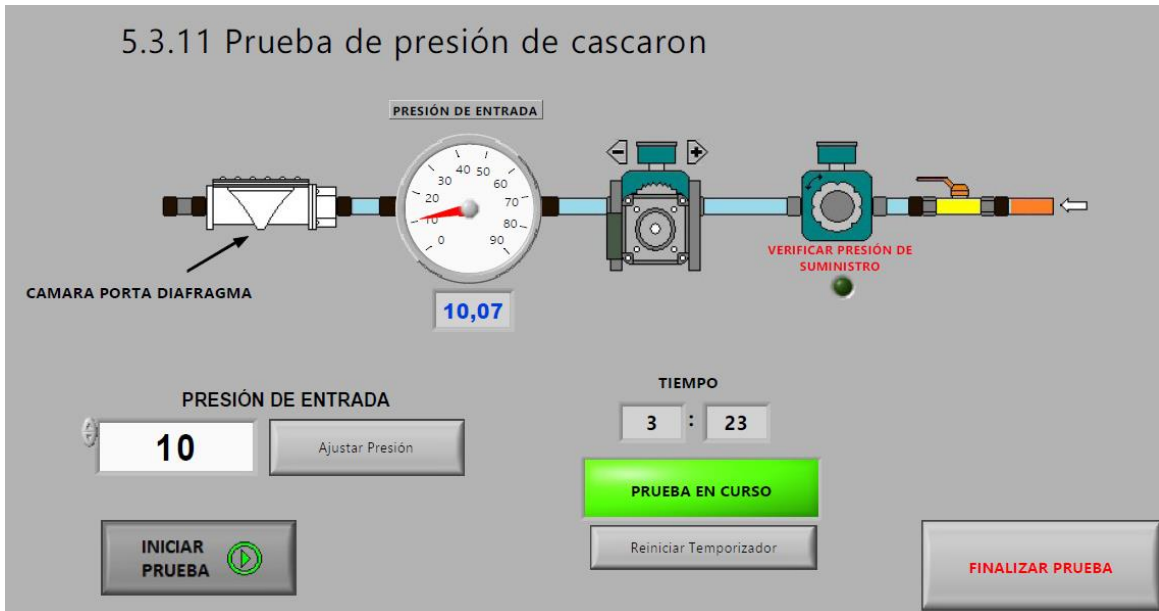 5.3.11 Prueba de presión de cascaron
PRESIÓN DE ENTRADA
0
10
20
30
40
50
60
70
80
90
10,07
- +
VERIFICAR PRESIÓN DE
SUMINISTRO
CAMARA PORTA DIAFRAGMA
PRESIÓN DE ENTRADA
10
Ajustar Presión
TIEMPO
3 : 23
PRUEBA EN CURSO
Reiniciar Temporizador
INICIAR
PRUEBA
FINALIZAR PRUEBA